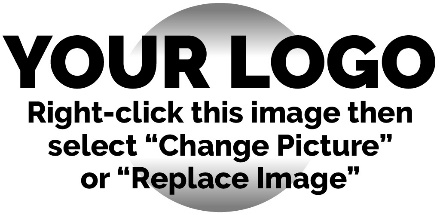 YOUR LOGO
Right-click this image then
select “Change Picture”
or “Replace Image”